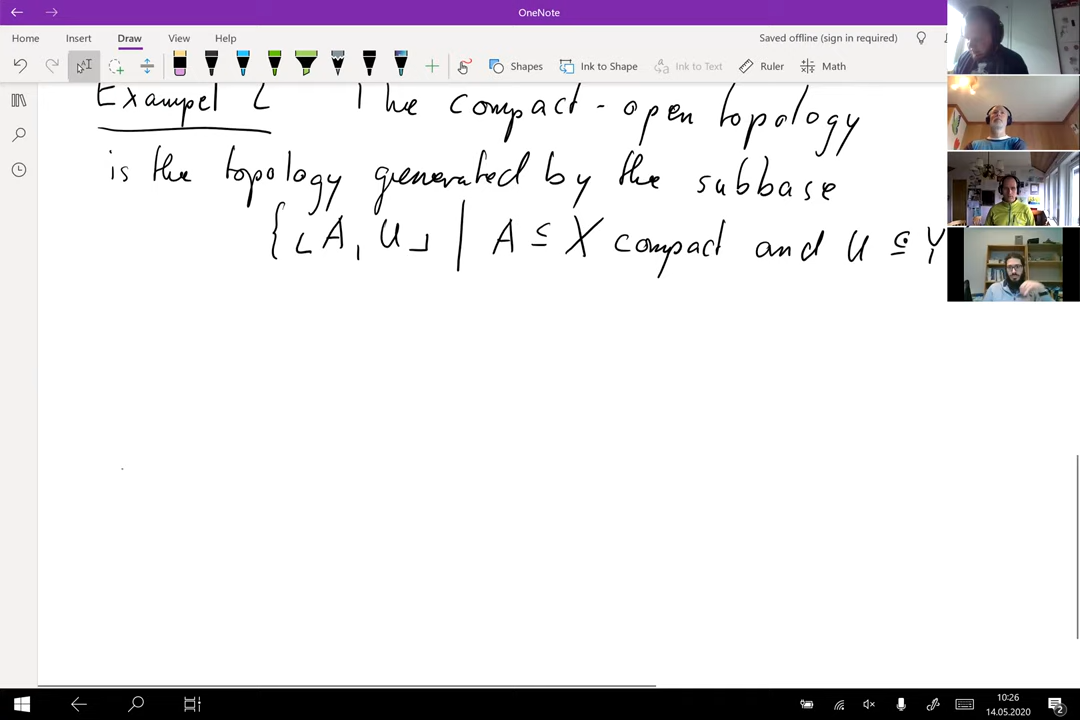 OneNote
Home Insert Draw View Help
Saved offline (sign in required)
Shapes Ink to Shape Ink to Text Ruler Math
Exampel 2 The compact-open topology
is the topology generated by the subbase
{⌞A, U⌟ | A ⊆ X compact and U ⊆ Y
10:26
14.05.2020
2